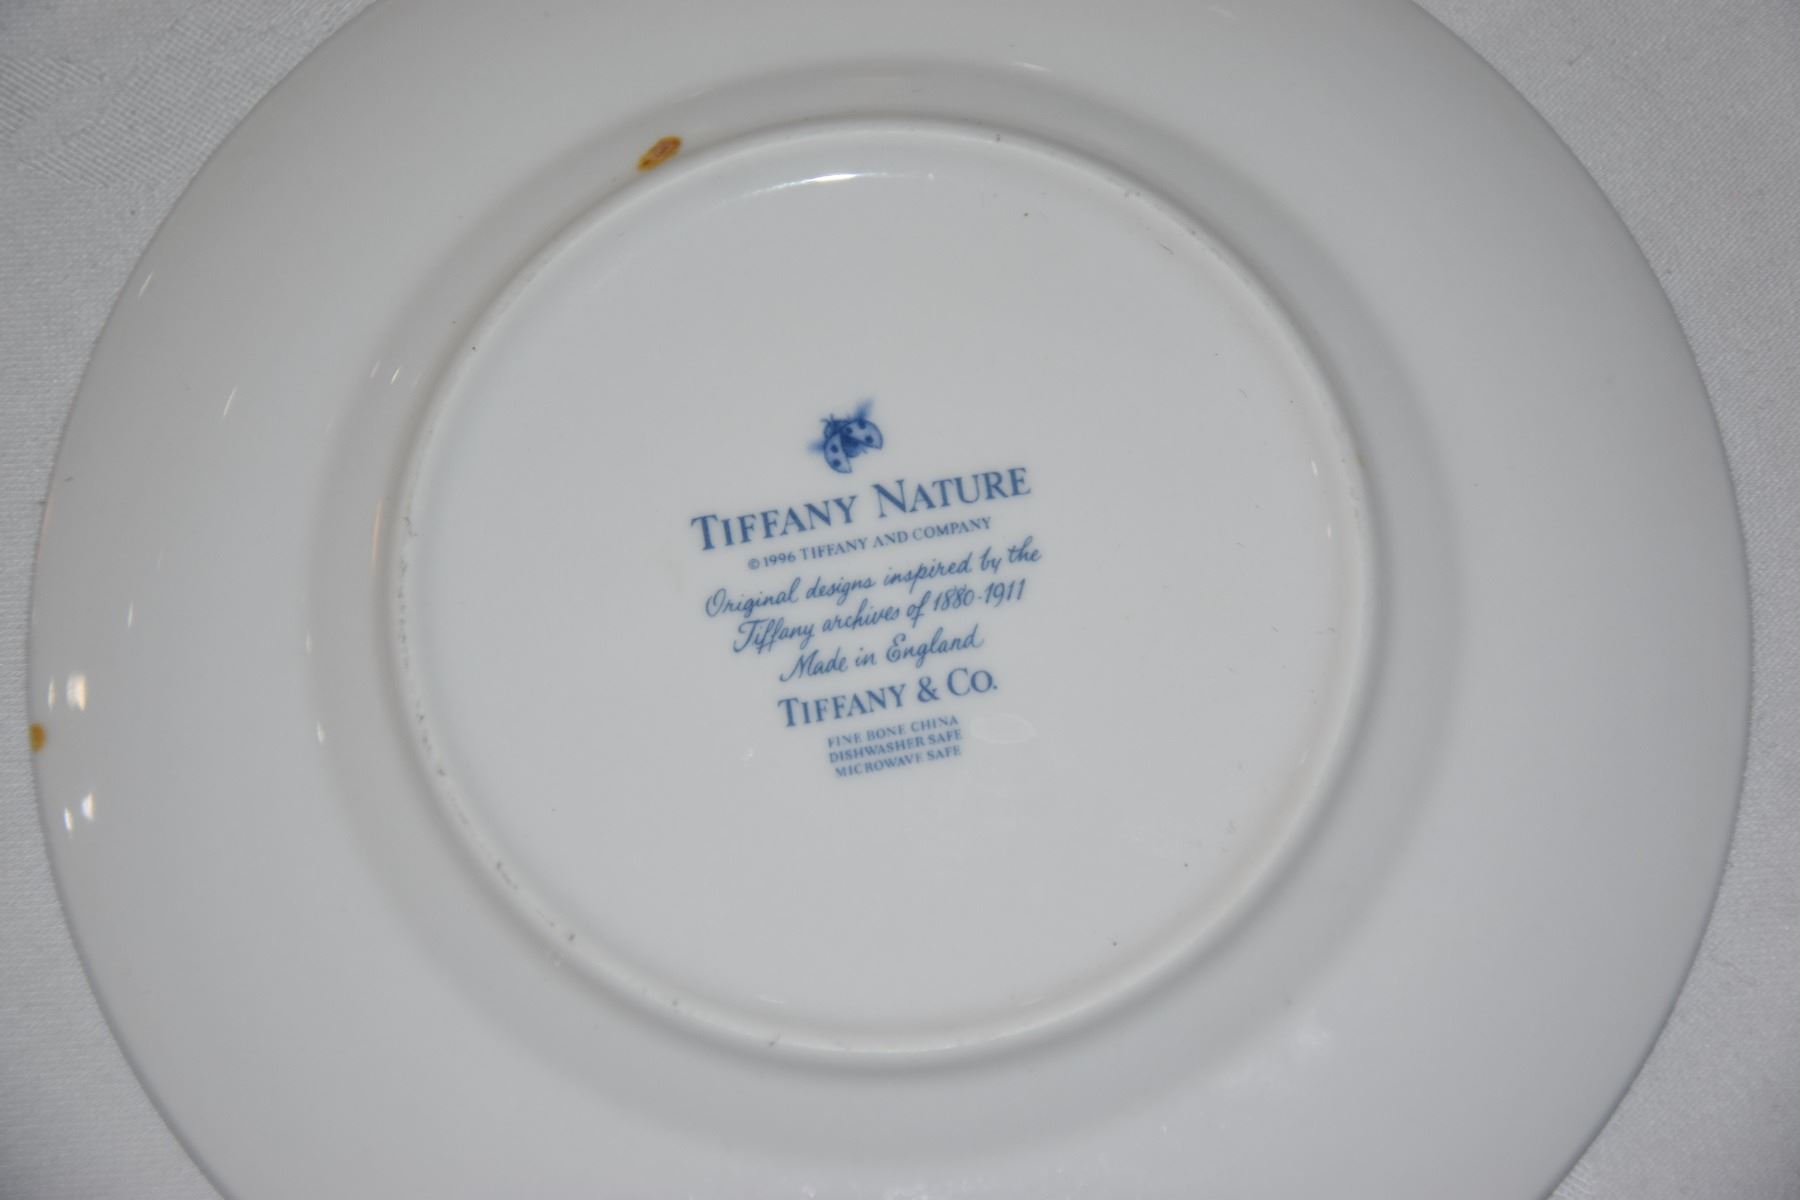 TIFFANY NATURE
© 1996 TIFFANY AND COMPANY
Original designs inspired by the
Tiffany archives of 1880-1911
Made in England
TIFFANY & CO.
FINE BONE CHINA
DISHWASHER SAFE
MICROWAVE SAFE